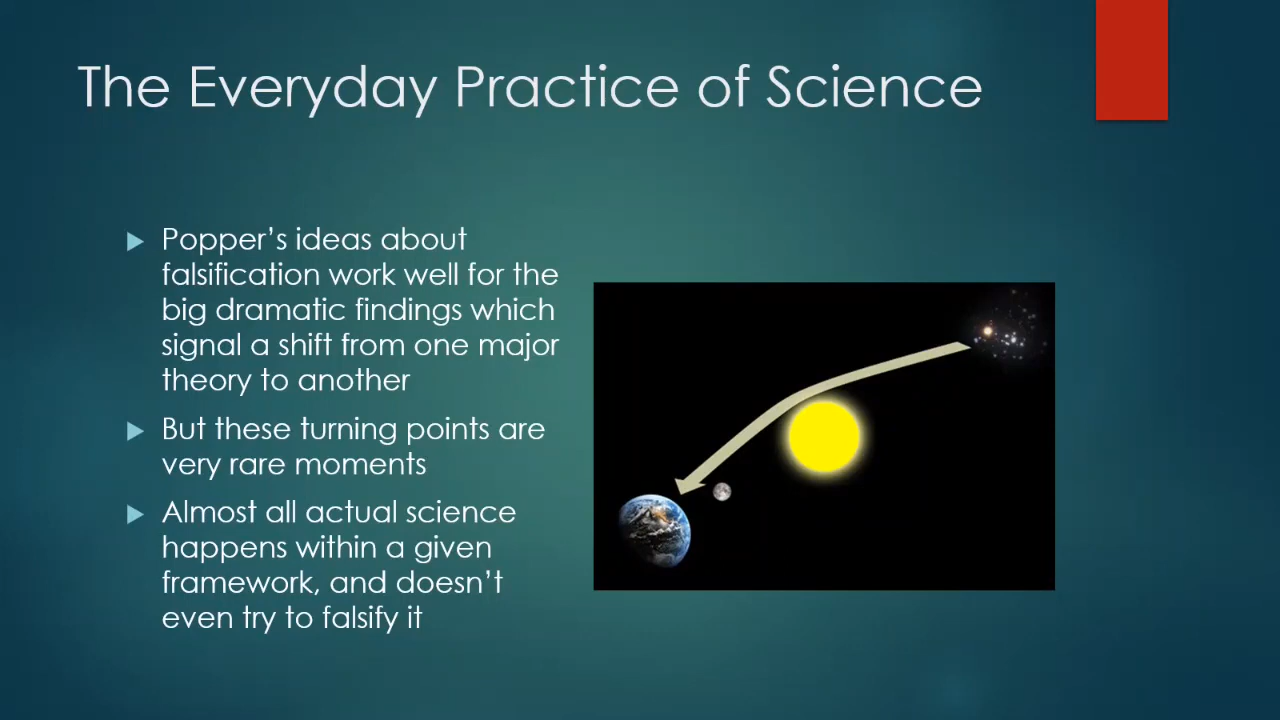 The Everyday Practice of Science
Popper’s ideas about
falsification work well for the
big dramatic findings which
signal a shift from one major
theory to another
But these turning points are
very rare moments
Almost all actual science
happens within a given
framework, and doesn’t
even try to falsify it